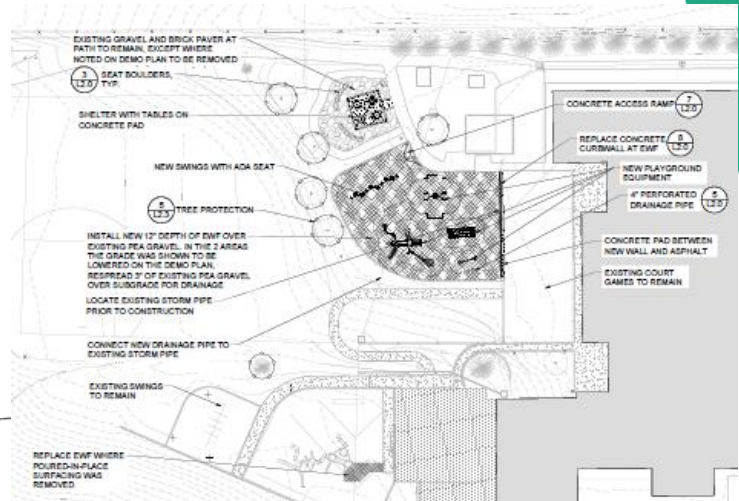 EXISTING GRAVEL AND BRICK PAVER AT
PATH TO REMAIN, EXCEPT WHERE
NOTED ON DEMO PLAN TO BE REMOVED
3
L2.0
SEAT BOULDERS,
TYP.
SHELTER WITH TABLES ON
CONCRETE PAD
NEW SWINGS WITH ADA SEAT
TREE PROTECTION
INSTALL NEW 12" DEPTH OF EWF OVER
EXISTING PEA GRAVEL. IN THE 2 AREAS
THE GRADE WAS SHOWN TO BE
LOWERED ON THE DEMO PLAN,
RESPREAD 3" OF EXISTING PEA GRAVEL
OVER SUBGRADE FOR DRAINAGE
LOCATE EXISTING STORM PIPE
PRIOR TO CONSTRUCTION
CONNECT NEW DRAINAGE PIPE TO
EXISTING STORM PIPE
EXISTING SWINGS
TO REMAIN
REPLACE EWF WHERE
POURED-IN-PLACE
SURFACING WAS
REMOVED
CONCRETE ACCESS RAMP
7
L2.0
REPLACE CONCRETE
CURBWALL AT EWF
L2.0
NEW PLAYGROUND
EQUIPMENT
4" PERFORATED
DRAINAGE PIPE
L2.0
CONCRETE PAD BETWEEN
NEW WALL AND ASPHALT
EXISTING COURT
GAMES TO REMAIN